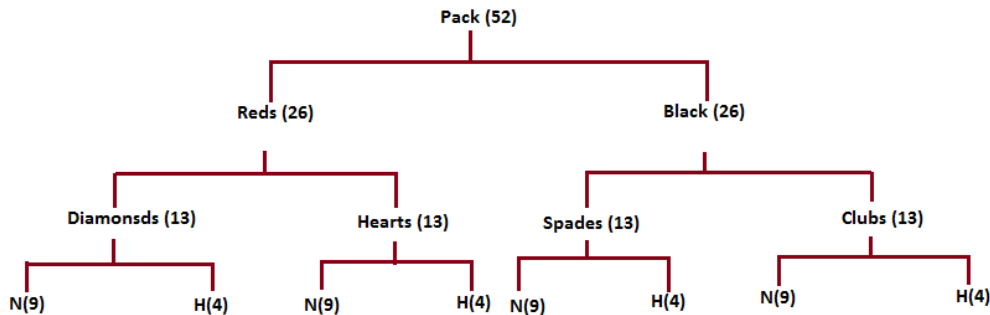 Pack (52)
Reds (26)
Black (26)
Diamonsds (13)
Hearts (13)
Spades (13)
Clubs (13)
N(9)
H(4)
N(9)
H(4)
N(9)
H(4)
N(9)
H(4)